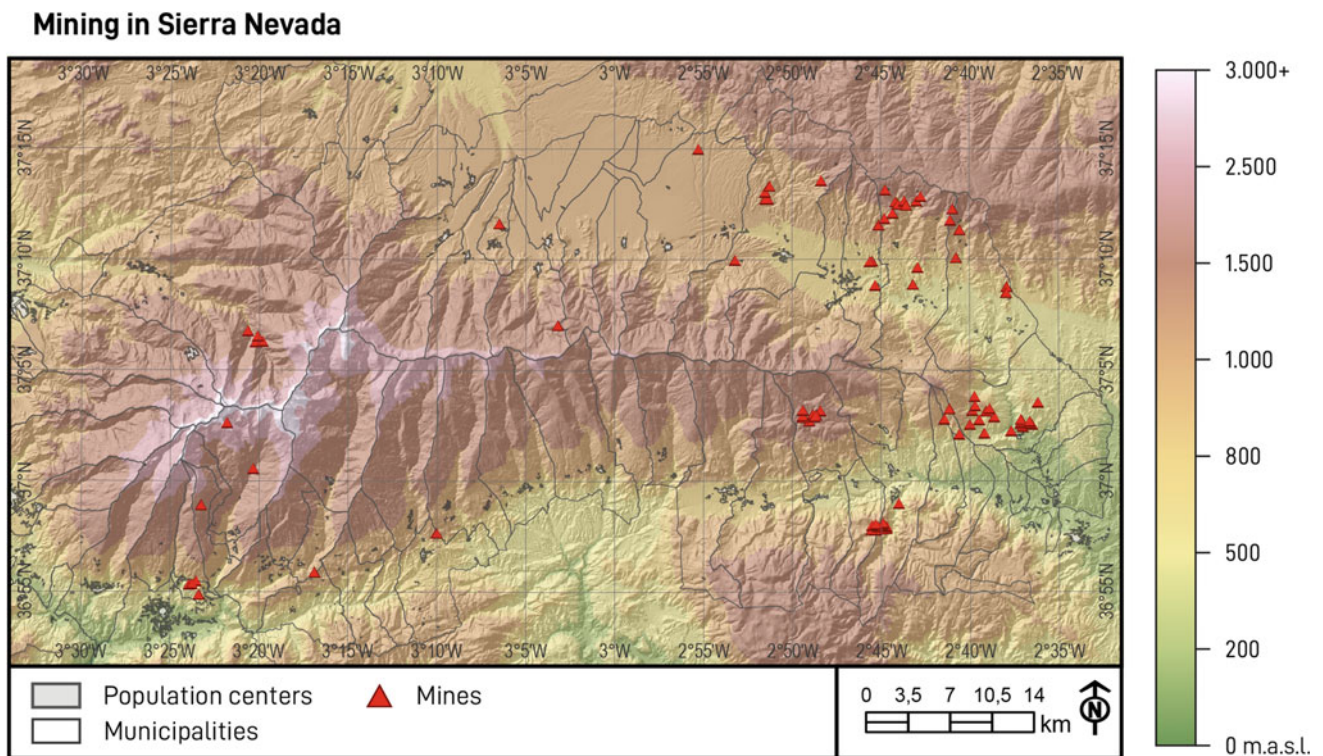 Mining in Sierra Nevada
3°30'W 3°25'W 3°20'W 3°15'W 3°10'W 3°5'W 3°W 2°55'W 2°50'W 2°45'W 2°40'W 2°35'W
37°15'N 37°15'N
37°10'N 37°10'N
37°5'N 37°5'N
37°N 37°N
36°55'N 36°55'N
3°30'W 3°25'W 3°20'W 3°15'W 3°10'W 3°5'W 3°W 2°55'W 2°50'W 2°45'W 2°40'W 2°35'W
3.000+
2.500
1.500
1.000
800
500
200
0 m.a.s.l.
Population centers Mines
Municipalities
0 3,5 7 10,5 14
km
N